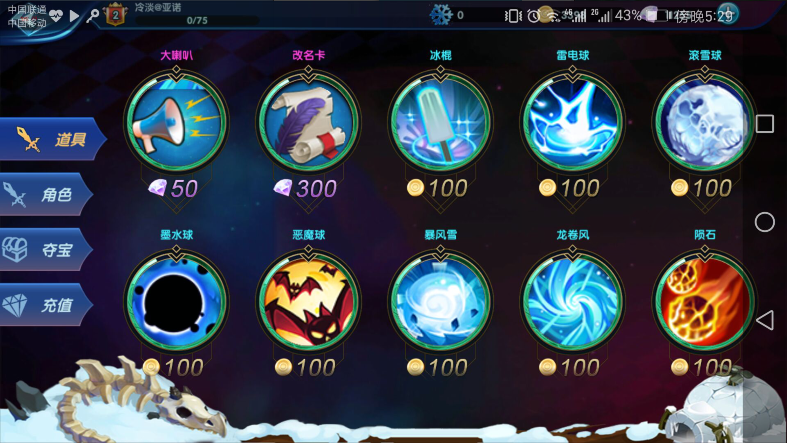 中国联通
中国移动
2
冷淡@亚诺
0/75
0
4G
2G
43%
傍晚5:29
大喇叭
改名卡
冰棍
雷电球
滚雪球
道具
50
300
100
100
100
角色
墨水球
恶魔球
暴风雪
龙卷风
陨石
夺宝
充值
100
100
100
100
100